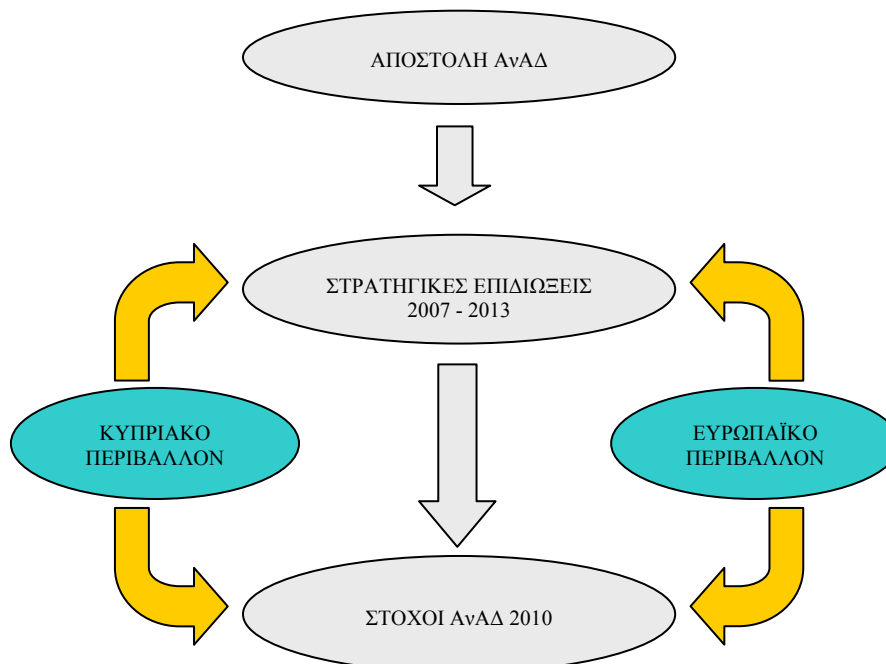 ΑΠΟΣΤΟΛΗ ΑνΑΔ
ΣΤΡΑΤΗΓΙΚΕΣ ΕΠΙΔΙΩΞΕΙΣ
2007 - 2013
ΚΥΠΡΙΑΚΟ
ΠΕΡΙΒΑΛΛΟΝ
ΕΥΡΩΠΑΪΚΟ
ΠΕΡΙΒΑΛΛΟΝ
ΣΤΟΧΟΙ ΑνΑΔ 2010